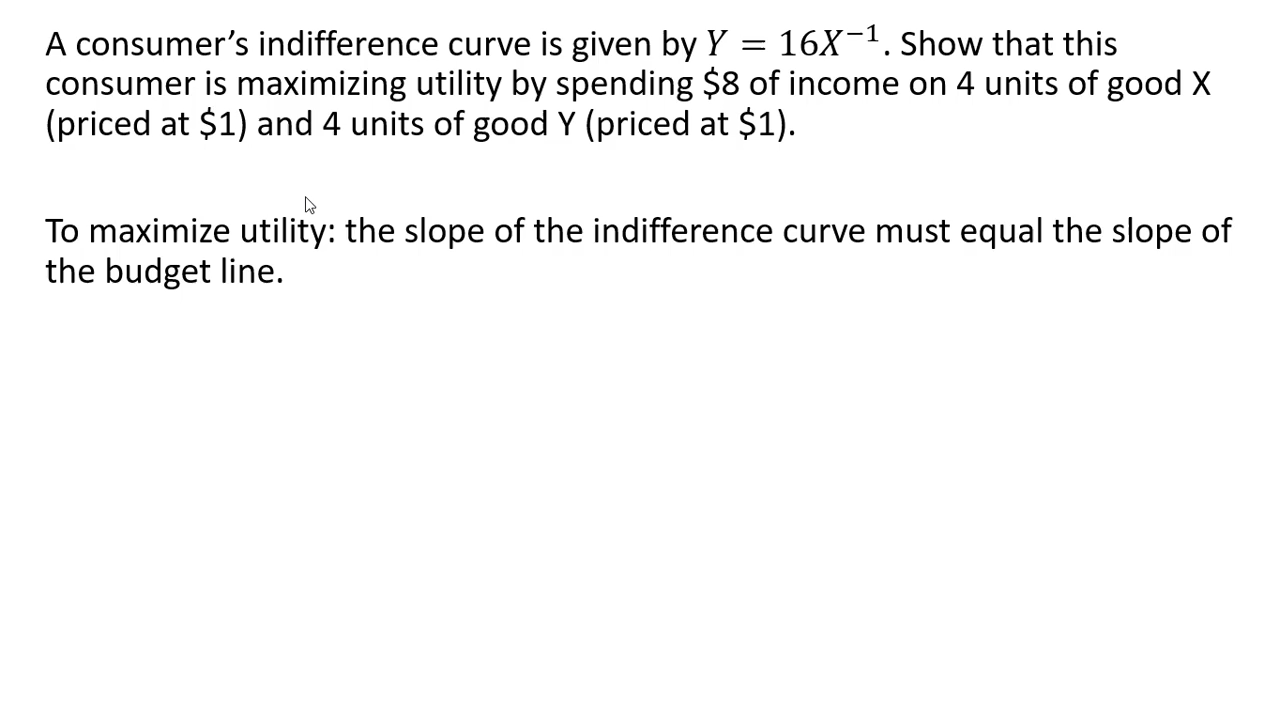 A consumer’s indifference curve is given by Y = 16X⁻¹. Show that this
consumer is maximizing utility by spending $8 of income on 4 units of good X
(priced at $1) and 4 units of good Y (priced at $1).
To maximize utility: the slope of the indifference curve must equal the slope of
the budget line.